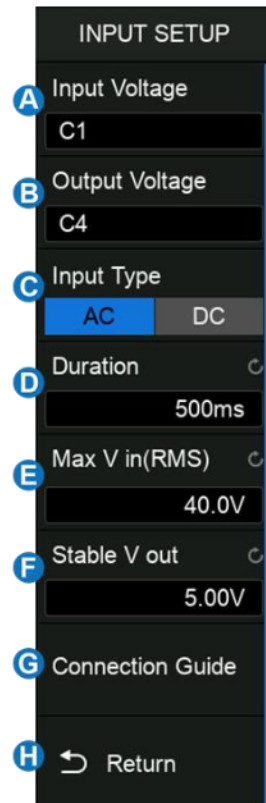 INPUT SETUP
A Input Voltage
C1
B Output Voltage
C4
C Input Type
AC DC
D Duration
500ms
E Max V in(RMS)
40.0V
F Stable V out
5.00V
G Connection Guide
H Return